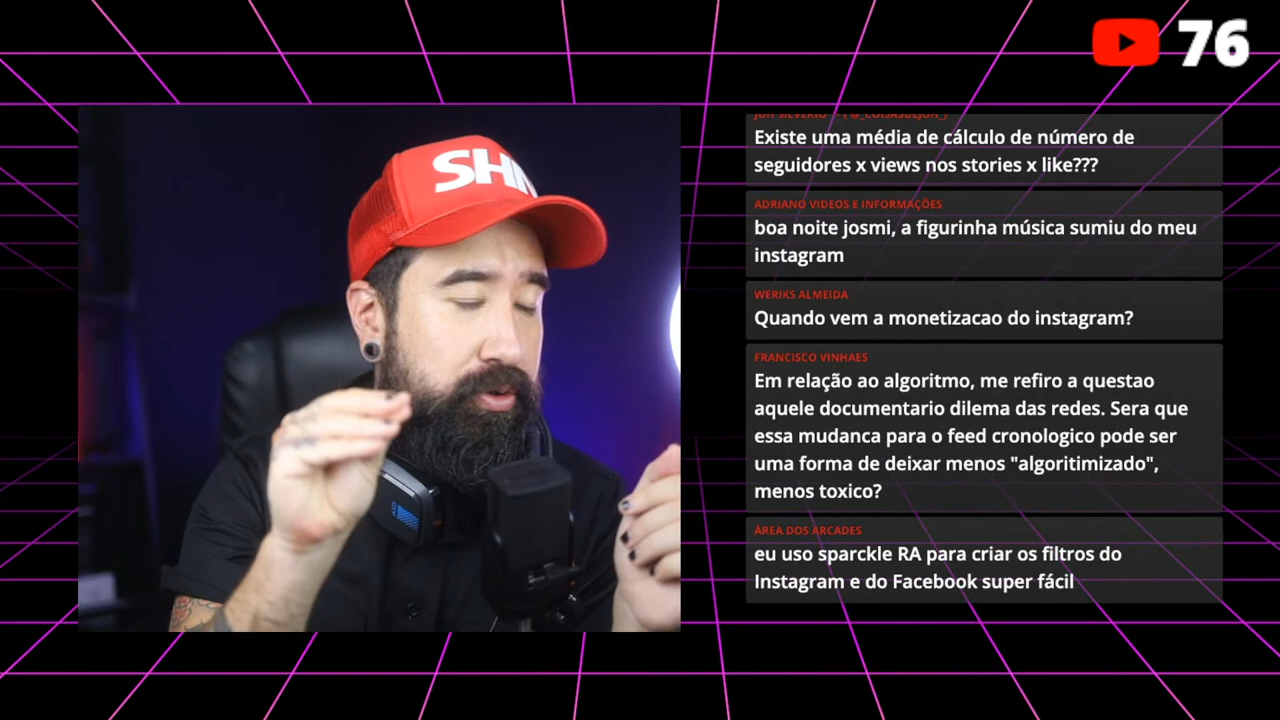 76
SHN
Existe uma média de cálculo de número de
seguidores x views nos stories x like???
ADRIANO VIDEOS E INFORMAÇÕES
boa noite josmi, a figurinha música sumiu do meu
instagram
WERIKS ALMEIDA
Quando vem a monetizacao do instagram?
FRANCISCO VINHAES
Em relação ao algoritmo, me refiro a questao
aquele documentario dilema das redes. Sera que
essa mudanca para o feed cronologico pode ser
uma forma de deixar menos "algoritimizado",
menos toxico?
ÁREA DOS ARCADES
eu uso sparckle RA para criar os filtros do
Instagram e do Facebook super fácil